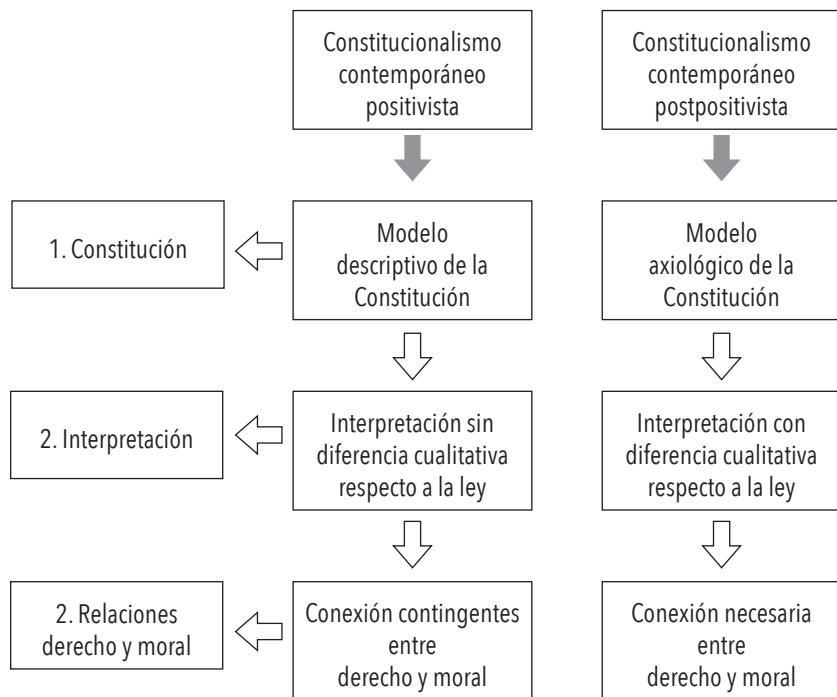 Constitucionalismo
contemporáneo
positivista
Constitucionalismo
contemporáneo
postpositivista
1. Constitución
Modelo
descriptivo de la
Constitución
Modelo
axiológico de la
Constitución
2. Interpretación
Interpretación sin
diferencia cualitativa
respecto a la ley
Interpretación con
diferencia cualitativa
respecto a la ley
2. Relaciones
derecho y moral
Conexión contingentes
entre
derecho y moral
Conexión necesaria
entre
derecho y moral